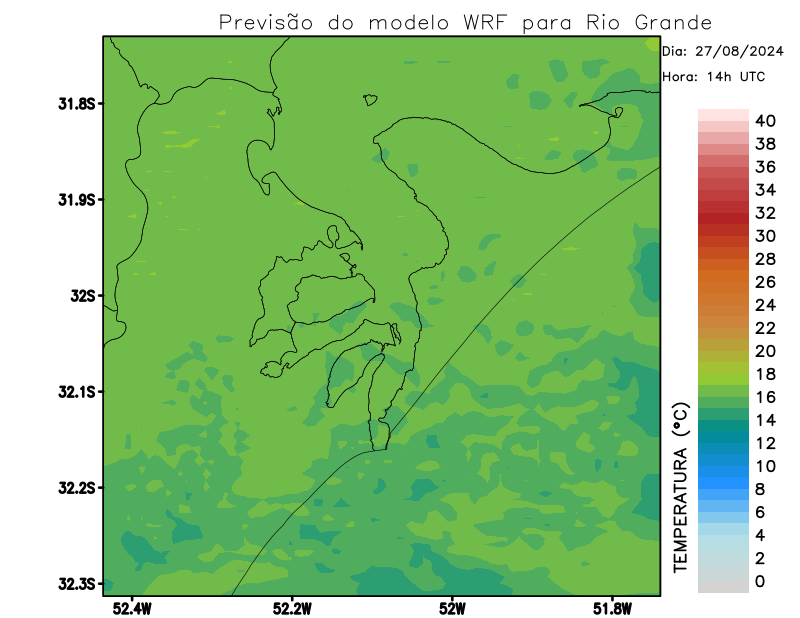 Previsão do modelo WRF para Rio Grande
Dia: 27/08/2024
Hora: 14h UTC
31.8S
31.9S
32S
32.1S
32.2S
32.3S
52.4W
52.2W
52W
51.8W
TEMPERATURA (°C)
40
38
36
34
32
30
28
26
24
22
20
18
16
14
12
10
8
6
4
2
0